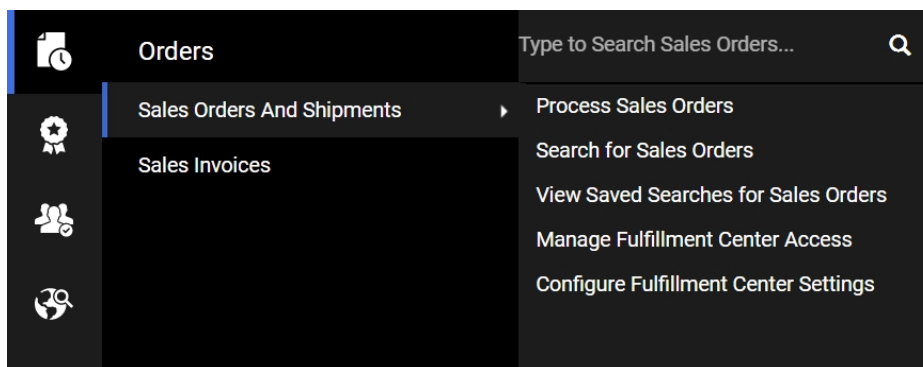 Orders
Sales Orders And Shipments
Sales Invoices
Type to Search Sales Orders...
Process Sales Orders
Search for Sales Orders
View Saved Searches for Sales Orders
Manage Fulfillment Center Access
Configure Fulfillment Center Settings